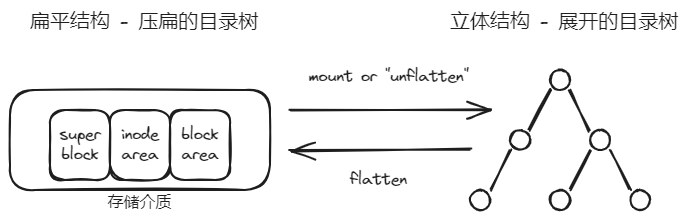 扁平结构 - 压扁的目录树
立体结构 - 展开的目录树
mount or "unflatten"
super
block
inode
area
block
area
flatten
存储介质